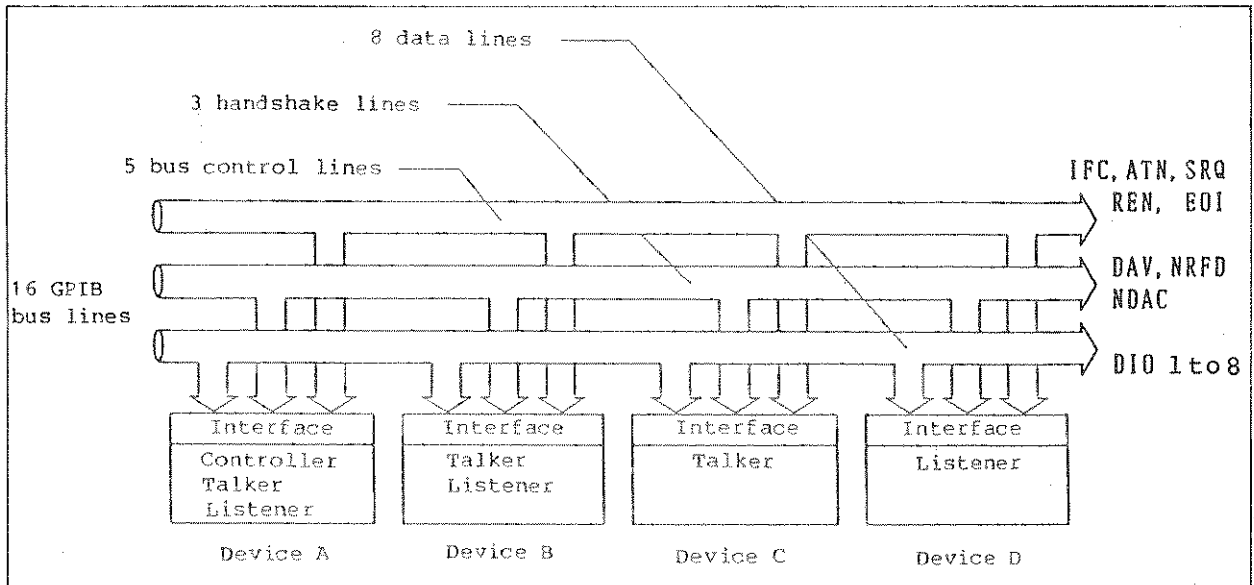 8 data lines
3 handshake lines
5 bus control lines
IFC, ATN, SRQ
REN, EOI
16 GPIB
bus lines
DAV, NRFD
NDAC
DIO 1to8
Interface
Controller
Talker
Listener
Device A
Interface
Talker
Listener
Device B
Interface
Talker
Device C
Interface
Listener
Device D